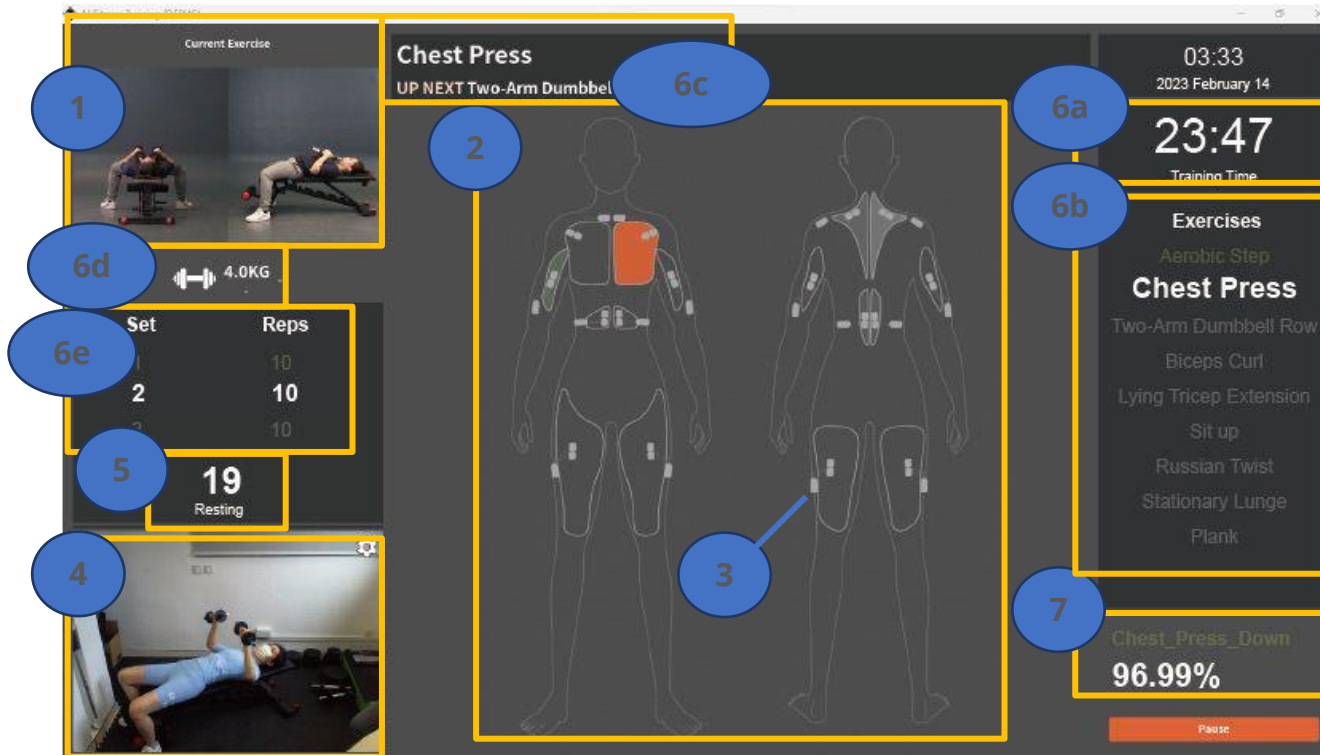 Current Exercise
1
6d
4.0KG
Set Reps
6e
10
2 10
10
5
19
Resting
4
Chest Press
UP NEXT Two-Arm Dumbbel
6c
2
3
03:33
2023 February 14
6a
23:47
Training Time
6b
Exercises
Aerobic Step
Chest Press
Two-Arm Dumbbell Row
Biceps Curl
Lying Tricep Extension
Sit up
Russian Twist
Stationary Lunge
Plank
7
Chest_Press_Down
96.99%
Pause